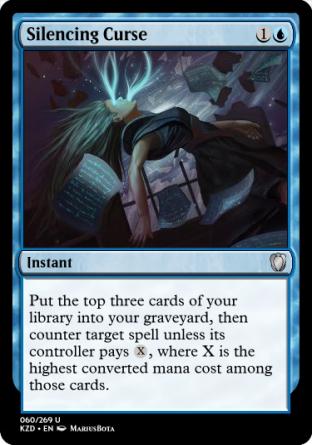 Silencing Curse 1
Instant
Put the top three cards of your
library into your graveyard, then
counter target spell unless its
controller pays X, where X is the
highest converted mana cost among
those cards.
060/269 U
KZD • EN MariusBota